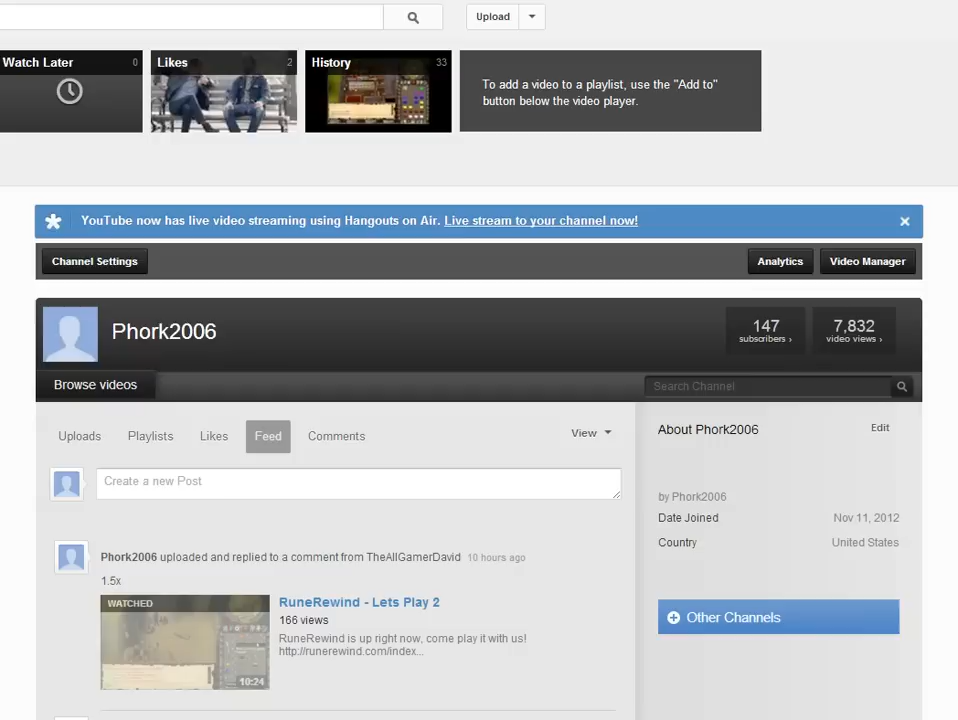 Upload
Watch Later 0
Likes 2
History 33
To add a video to a playlist, use the "Add to"
button below the video player.
YouTube now has live video streaming using Hangouts on Air. Live stream to your channel now!
Channel Settings
Analytics
Video Manager
Phork2006
147
subscribers ›
7,832
video views ›
Browse videos
Search Channel
Uploads
Playlists
Likes
Feed
Comments
View
About Phork2006
Edit
Create a new Post
by Phork2006
Date Joined Nov 11, 2012
Country United States
Phork2006 uploaded and replied to a comment from TheAllGamerDavid 10 hours ago
1.5x
WATCHED
10:24
RuneRewind - Lets Play 2
166 views
RuneRewind is up right now, come play it with us!
http://runerewind.com/index...
Other Channels